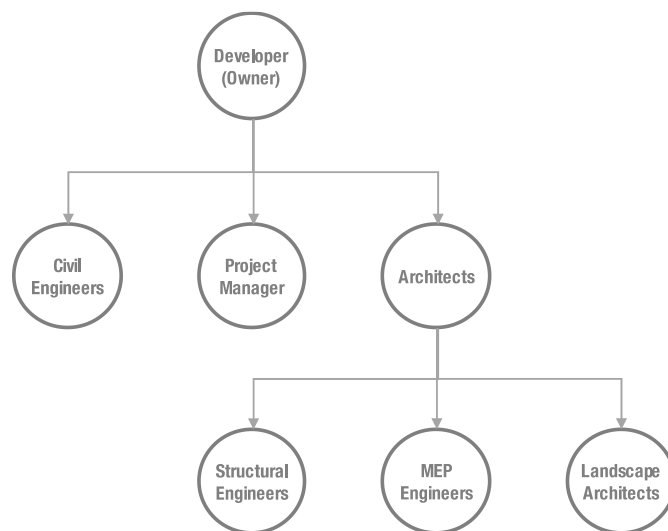 Developer
(Owner)
Civil
Engineers
Project
Manager
Architects
Structural
Engineers
MEP
Engineers
Landscape
Architects